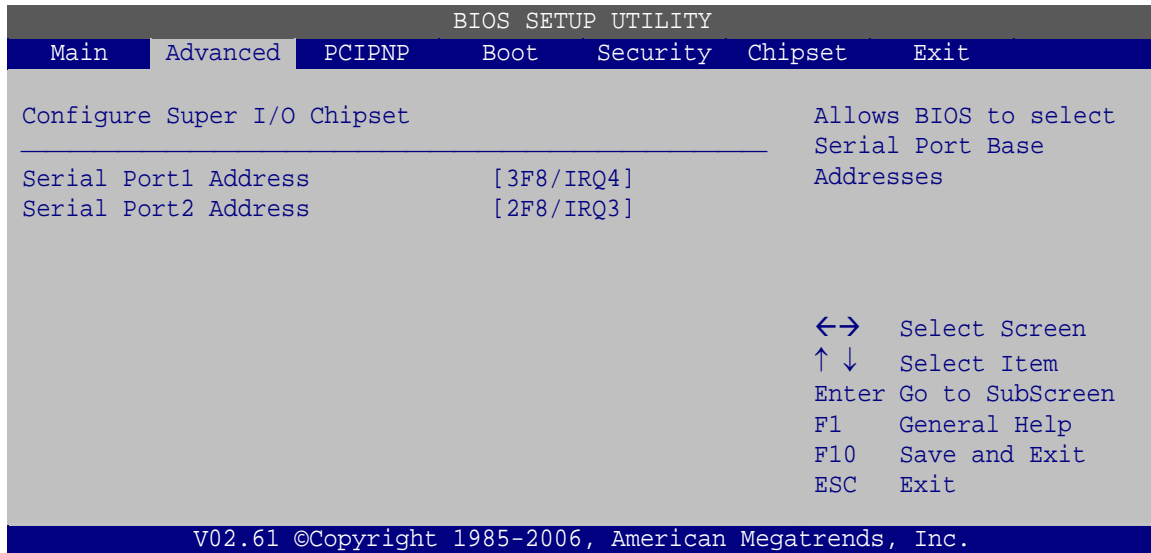 BIOS SETUP UTILITY
Main Advanced PCIPNP Boot Security Chipset Exit
Configure Super I/O Chipset
Serial Port1 Address [3F8/IRQ4]
Serial Port2 Address [2F8/IRQ3]
Allows BIOS to select
Serial Port Base
Addresses
←→ Select Screen
↑ ↓ Select Item
Enter Go to SubScreen
F1 General Help
F10 Save and Exit
ESC Exit
V02.61 ©Copyright 1985-2006, American Megatrends, Inc.